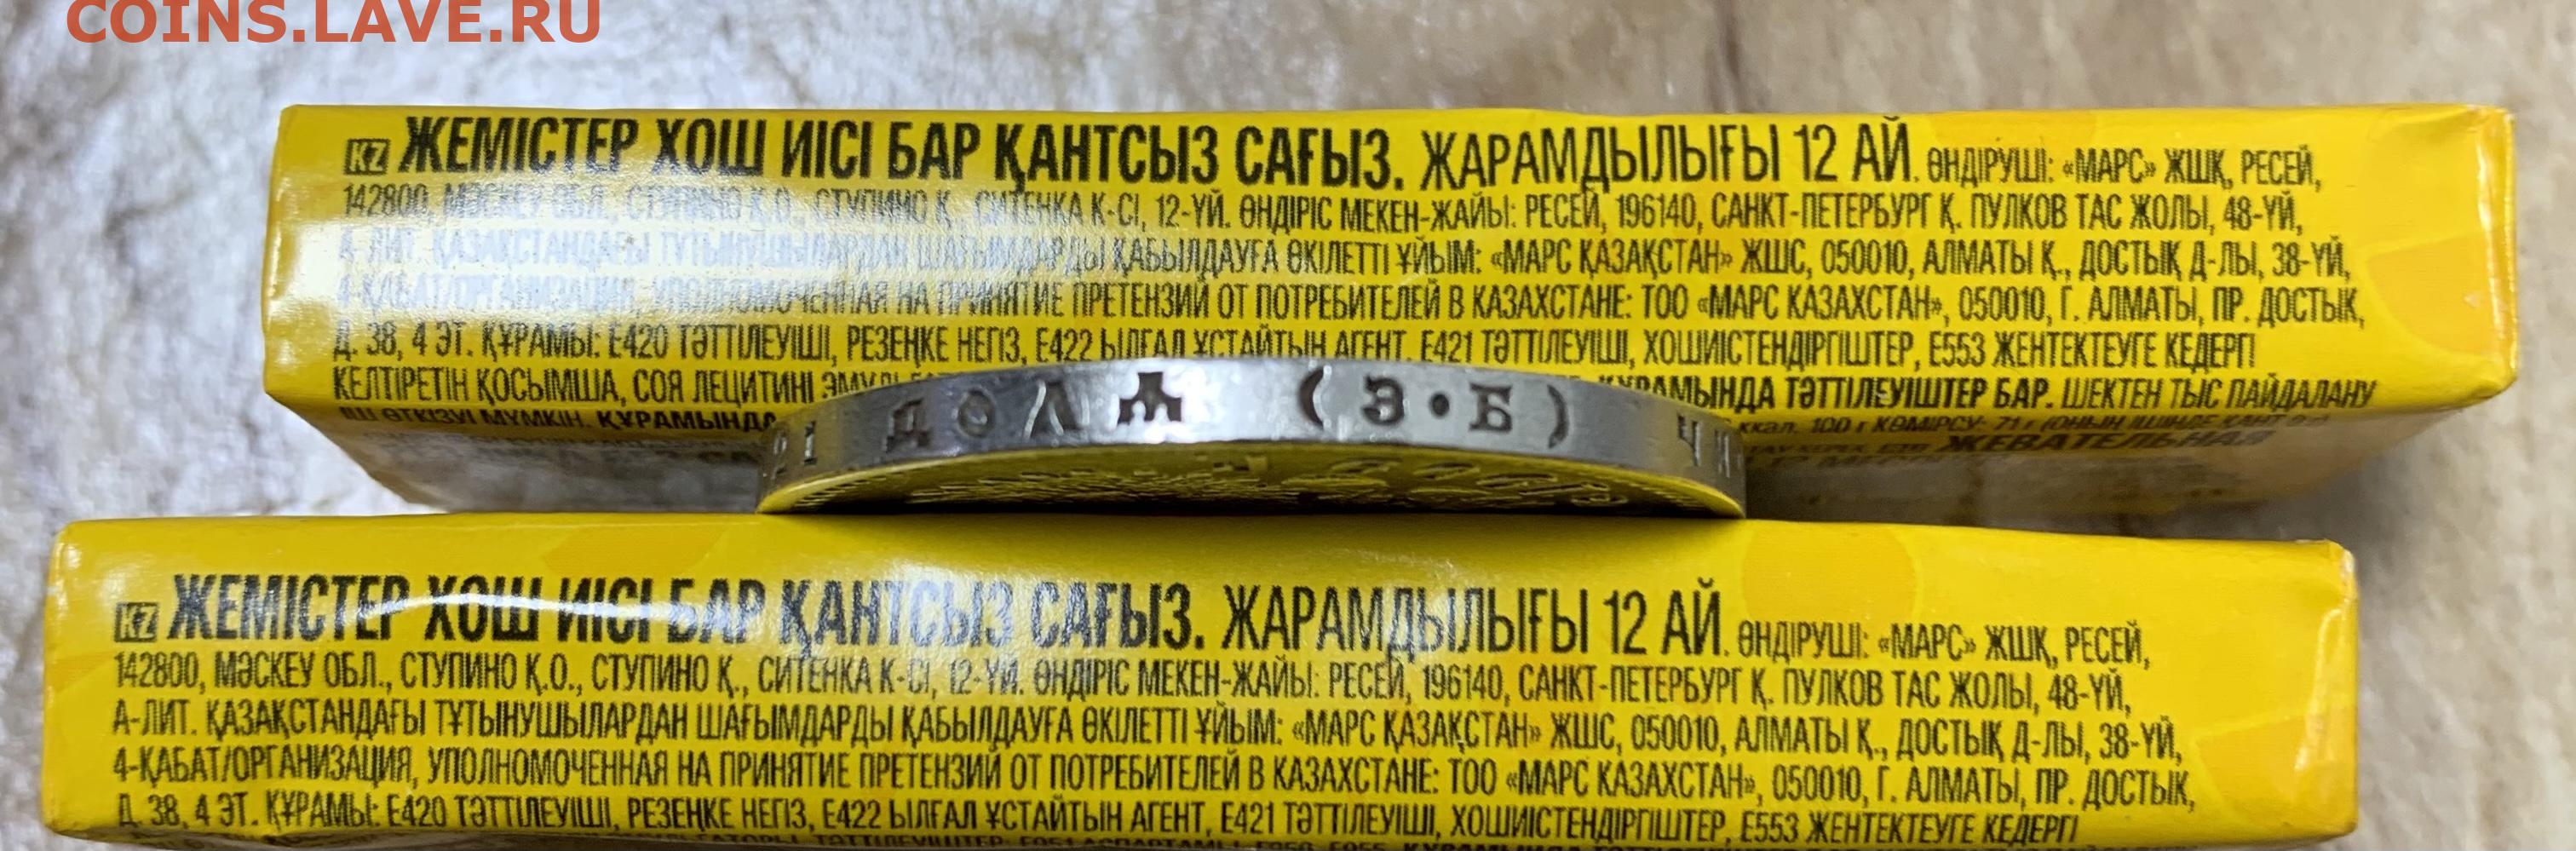 COINS.LAVE.RU
KZ ЖЕМІСТЕР ХОШ ИІСІ БАР ҚАНТСЫЗ САҒЫЗ. ЖАРАМДЫЛЫҒЫ 12 АЙ. ӨНДІРУШІ: «МАРС» ЖШҚ, РЕСЕЙ,
142800, МӘСКЕУ ОБЛ., СТУПИНО Қ.О., СТУПИНО Қ., СИТЕНКА К-СІ, 12-ҮЙ. ӨНДІРІС МЕКЕН-ЖАЙЫ: РЕСЕЙ, 196140, САНКТ-ПЕТЕРБУРГ Қ. ПУЛКОВ ТАС ЖОЛЫ, 48-ҮЙ,
А-ЛИТ. ҚАЗАҚСТАНДАҒЫ ТҰТЫНУШЫЛАРДАН ШАҒЫМДАРДЫ ҚАБЫЛДАУҒА ӨКІЛЕТТІ ҰЙЫМ: «МАРС ҚАЗАҚСТАН» ЖШС, 050010, АЛМАТЫ Қ., ДОСТЫҚ Д-ЛЫ, 38-ҮЙ,
4-ҚАБАТ/ОРГАНИЗАЦИЯ, УПОЛНОМОЧЕННАЯ НА ПРИНЯТИЕ ПРЕТЕНЗИЙ ОТ ПОТРЕБИТЕЛЕЙ В КАЗАХСТАНЕ: ТОО «МАРС КАЗАХСТАН», 050010, Г. АЛМАТЫ, ПР. ДОСТЫК,
Д. 38, 4 ЭТ. ҚҰРАМЫ: Е420 ТӘТТІЛЕУІШІ, РЕЗЕҢКЕ НЕГІЗ, Е422 ЫЛҒАЛ ҰСТАЙТЫН АГЕНТ, Е421 ТӘТТІЛЕУІШІ, ХОШИІСТЕНДІРГІШТЕР, Е553 ЖЕНТЕКТЕУГЕ КЕДЕРГІ
КЕЛТІРЕТІН ҚОСЫМША, СОЯ ЛЕЦИТИНІ ҚҰРАМЫНДА ТӘТТІЛЕУІШТЕР БАР. ШЕКТЕН ТЫС ПАЙДАЛАНУ
ІШ ӨТКІЗУІ МҮМКІН. ҚҰРАМЫНДА ккал, 100 г КӨМІРСУ: 71 г
ЖЕВАТЕЛЬНАЯ
ДОЛѦ (З•Б)
KZ ЖЕМІСТЕР ХОШ ИІСІ БАР ҚАНТСЫЗ САҒЫЗ. ЖАРАМДЫЛЫҒЫ 12 АЙ. ӨНДІРУШІ: «МАРС» ЖШҚ, РЕСЕЙ,
142800, МӘСКЕУ ОБЛ., СТУПИНО Қ.О., СТУПИНО Қ., СИТЕНКА К-СІ, 12-ҮЙ. ӨНДІРІС МЕКЕН-ЖАЙЫ: РЕСЕЙ, 196140, САНКТ-ПЕТЕРБУРГ Қ. ПУЛКОВ ТАС ЖОЛЫ, 48-ҮЙ,
А-ЛИТ. ҚАЗАҚСТАНДАҒЫ ТҰТЫНУШЫЛАРДАН ШАҒЫМДАРДЫ ҚАБЫЛДАУҒА ӨКІЛЕТТІ ҰЙЫМ: «МАРС ҚАЗАҚСТАН» ЖШС, 050010, АЛМАТЫ Қ., ДОСТЫҚ Д-ЛЫ, 38-ҮЙ,
4-ҚАБАТ/ОРГАНИЗАЦИЯ, УПОЛНОМОЧЕННАЯ НА ПРИНЯТИЕ ПРЕТЕНЗИЙ ОТ ПОТРЕБИТЕЛЕЙ В КАЗАХСТАНЕ: ТОО «МАРС КАЗАХСТАН», 050010, Г. АЛМАТЫ, ПР. ДОСТЫК,
Д. 38, 4 ЭТ. ҚҰРАМЫ: Е420 ТӘТТІЛЕУІШІ, РЕЗЕҢКЕ НЕГІЗ, Е422 ЫЛҒАЛ ҰСТАЙТЫН АГЕНТ, Е421 ТӘТТІЛЕУІШІ, ХОШИІСТЕНДІРГІШТЕР, Е553 ЖЕНТЕКТЕУГЕ КЕДЕРГІ